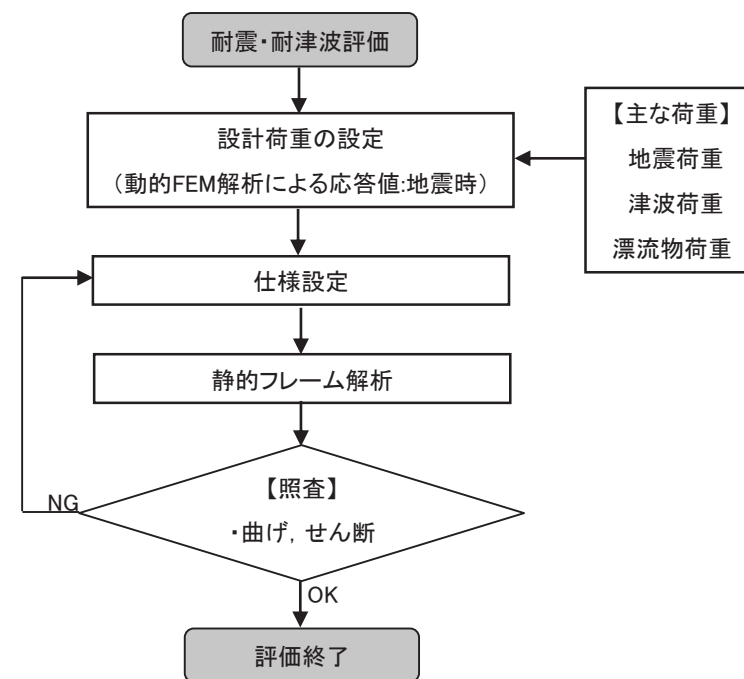 耐震・耐津波評価
設計荷重の設定
（動的FEM解析による応答値:地震時）
【主な荷重】
地震荷重
津波荷重
漂流物荷重
仕様設定
静的フレーム解析
【照査】
・曲げ，せん断
NG
OK
評価終了